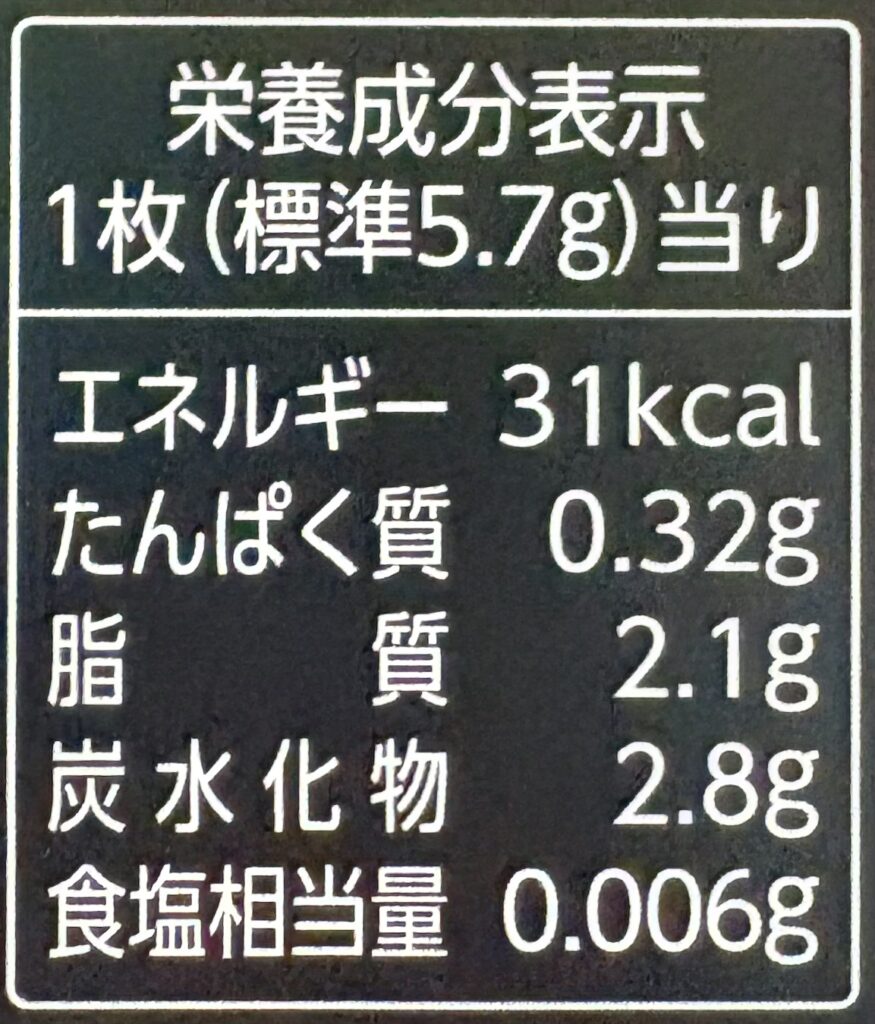 栄養成分表示
1枚(標準5.7g)当り
エネルギー 31kcal
たんぱく質 0.32g
脂質 2.1g
炭水化物 2.8g
食塩相当量 0.006g